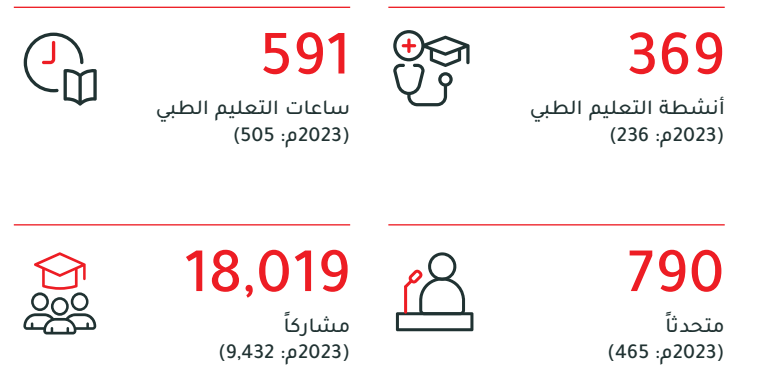 369
أنشطة التعليم الطبي
(2023م: 236)
591
ساعات التعليم الطبي
(2023م: 505)
790
متحدثاً
(2023م: 465)
18,019
مشاركاً
(2023م: 9,432)